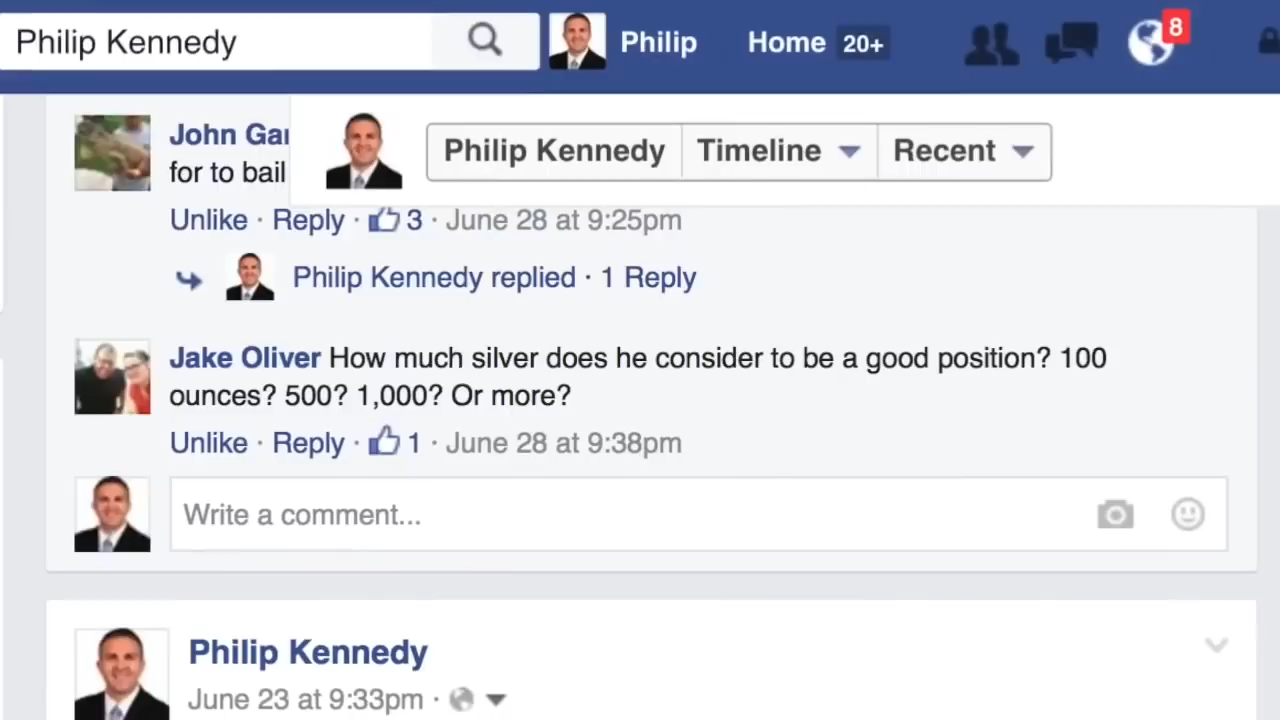 Philip Kennedy
Philip
Home 20+
8
Philip Kennedy
Timeline
Recent
John
for to bail
Unlike · Reply · 3 · June 28 at 9:25pm
Philip Kennedy replied · 1 Reply
Jake Oliver How much silver does he consider to be a good position? 100
ounces? 500? 1,000? Or more?
Unlike · Reply · 1 · June 28 at 9:38pm
Write a comment...
Philip Kennedy
June 23 at 9:33pm ·